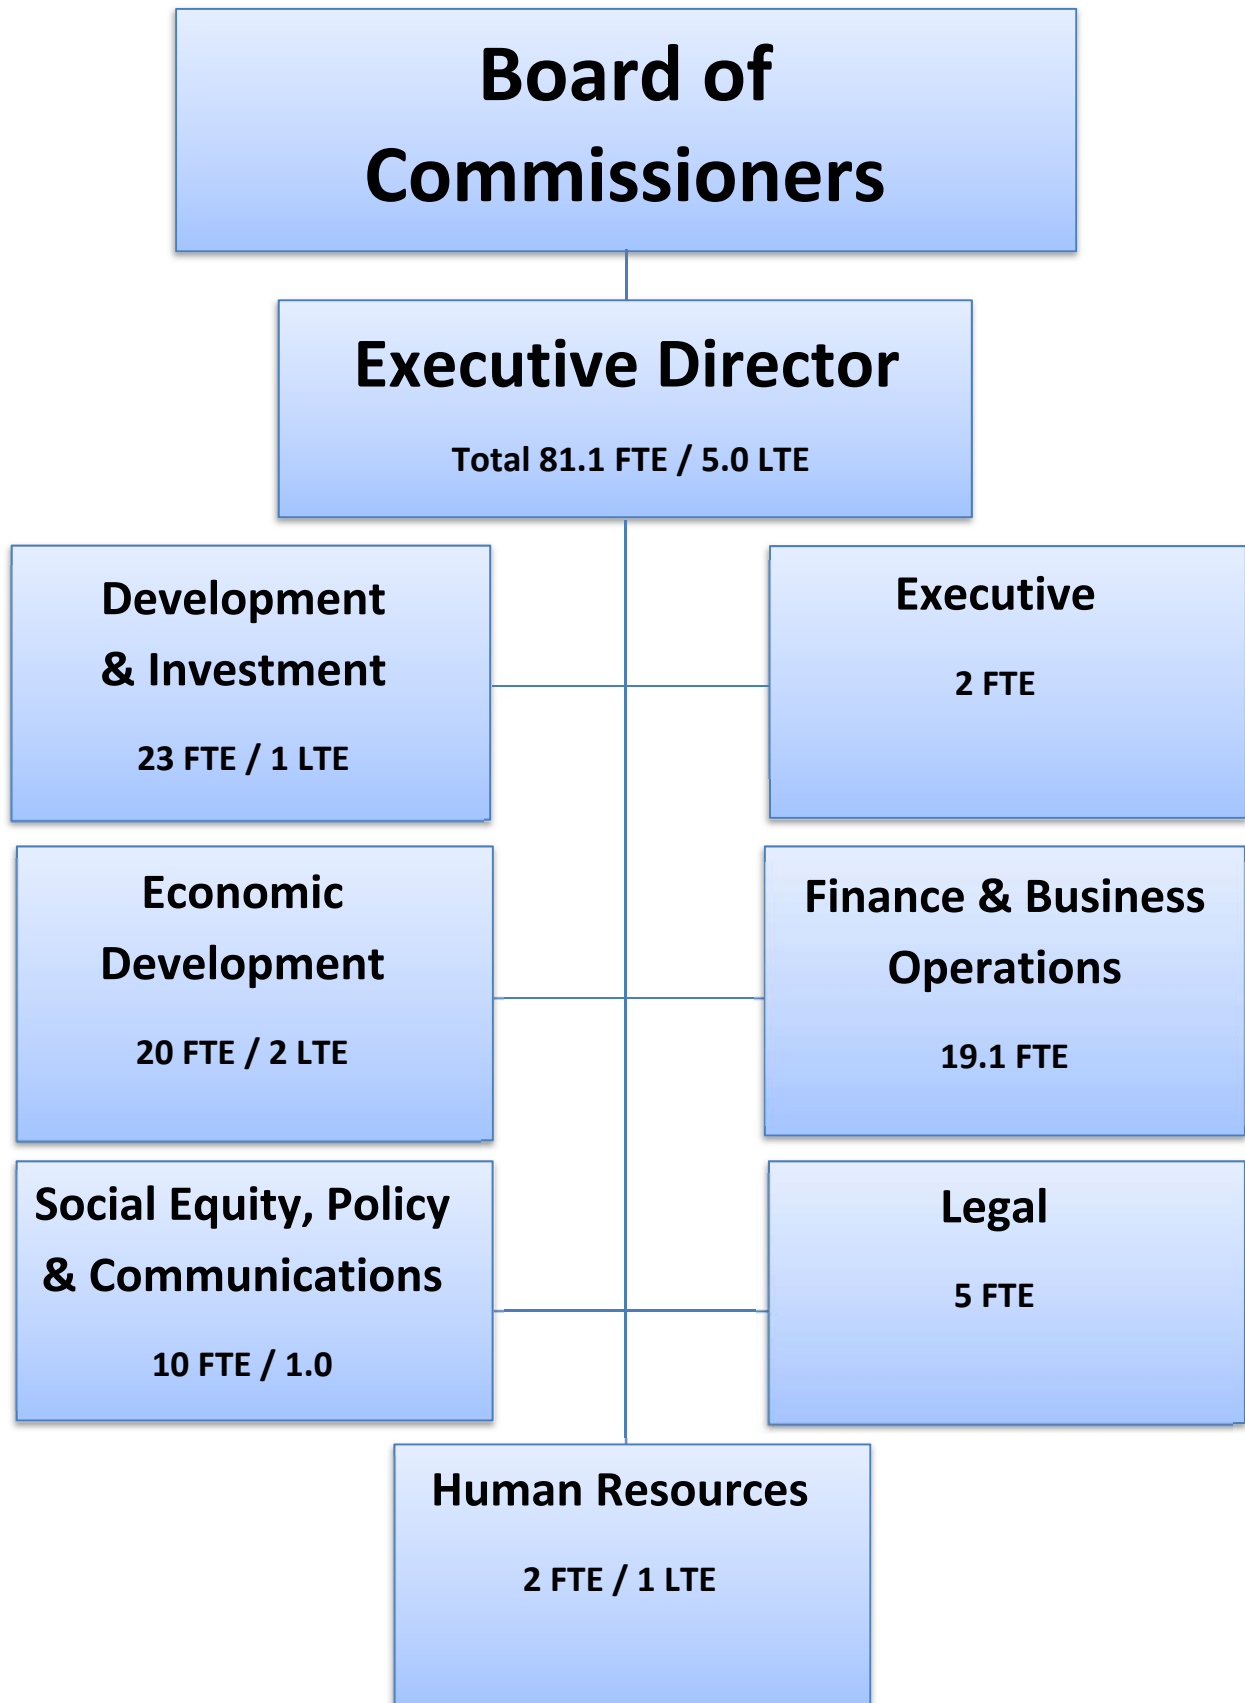 Board of
Commissioners
Executive Director
Total 81.1 FTE / 5.0 LTE
Development
& Investment
23 FTE / 1 LTE
Executive
2 FTE
Economic
Development
20 FTE / 2 LTE
Finance & Business
Operations
19.1 FTE
Social Equity, Policy
& Communications
10 FTE / 1.0
Legal
5 FTE
Human Resources
2 FTE / 1 LTE